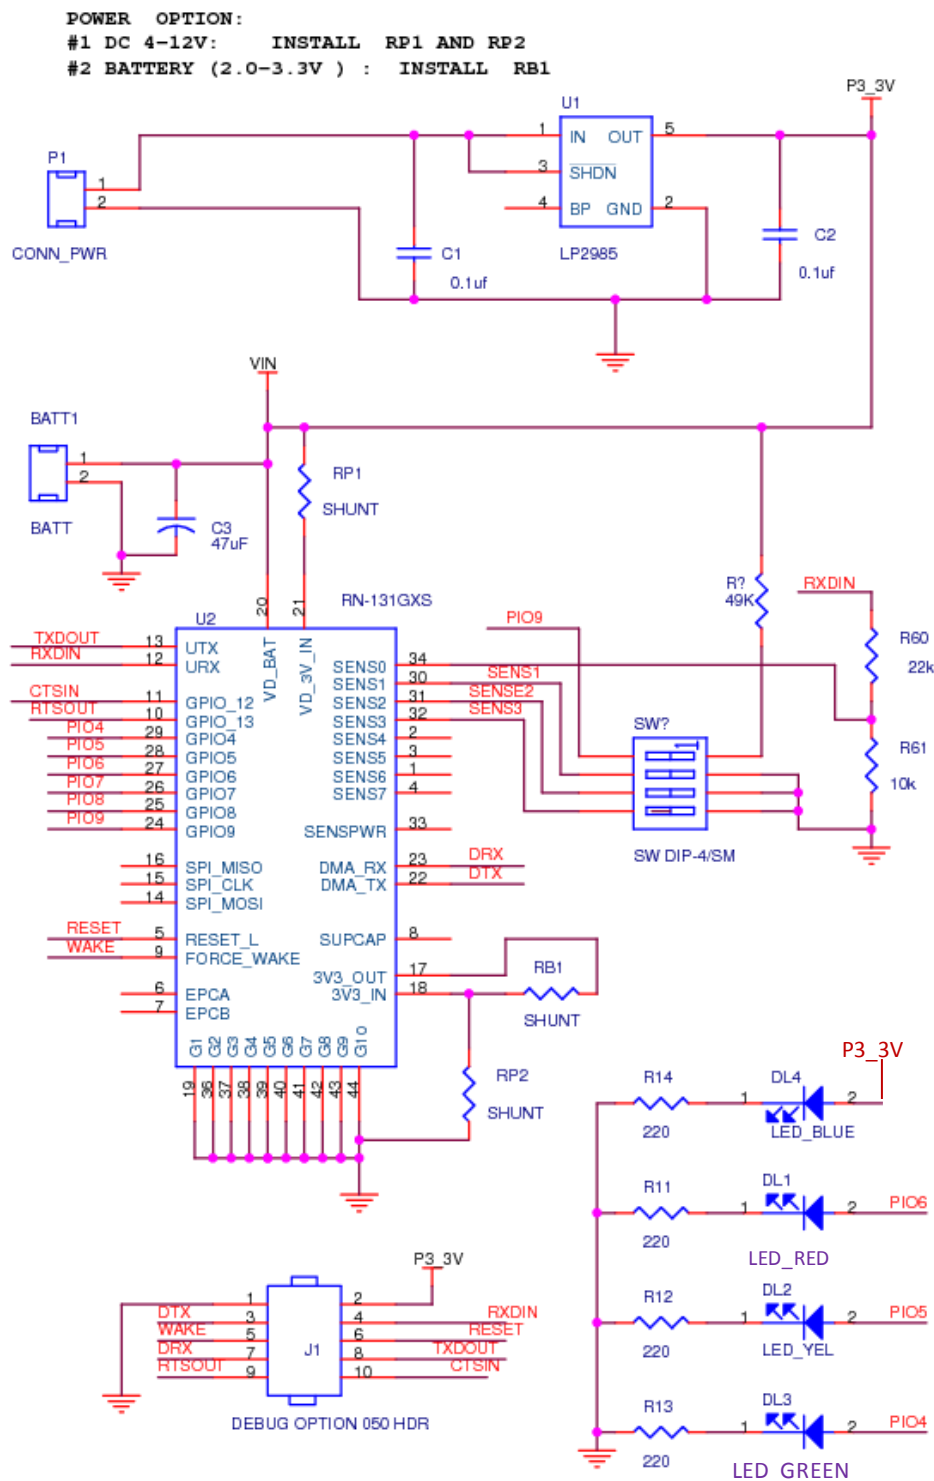 POWER OPTION:
#1 DC 4-12V: INSTALL RP1 AND RP2
#2 BATTERY (2.0-3.3V ) : INSTALL RB1
P3_3V
U1
1 IN OUT 5
3 SHDN
4 BP GND 2
LP2985
P1
1
2
CONN_PWR
C1
0.1uf
C2
0.1uf
VIN
BATT1
1
2
BATT
C3
47uF
RP1
SHUNT
R?
49K
RXDIN
R60
22k
R61
10k
PIO9
SENS1
SENSE2
SENS3
SW?
SW DIP-4/SM
RN-131GXS
U2
20 VD_BAT
21 VD_3V_IN
TXDOUT 13 UTX
RXDIN 12 URX
CTSIN 11 GPIO_12
RTSOUT 10 GPIO_13
PIO4 29 GPIO4
PIO5 28 GPIO5
PIO6 27 GPIO6
PIO7 26 GPIO7
PIO8 25 GPIO8
PIO9 24 GPIO9
16 SPI_MISO
15 SPI_CLK
14 SPI_MOSI
RESET 5 RESET_L
WAKE 9 FORCE_WAKE
6 EPCA
7 EPCB
SENS0 34
SENS1 30
SENS2 31
SENS3 32
SENS4 2
SENS5 3
SENS6 1
SENS7 4
SENSPWR 33
DMA_RX 23 DRX
DMA_TX 22 DTX
SUPCAP 8
3V3_OUT 17
3V3_IN 18
G1 G2 G3 G4 G5 G6 G7 G8 G9 G10
19 36 37 38 39 40 41 42 43 44
RB1
SHUNT
RP2
SHUNT
P3_3V
R14 1 DL4 2
220 LED_BLUE
R11 1 DL1 2 PIO6
220 LED_RED
R12 1 DL2 2 PIO5
220 LED_YEL
R13 1 DL3 2 PIO4
220 LED_GREEN
P3_3V
1 2
DTX 3 4 RXDIN
WAKE 5 6 RESET
DRX 7 8 TXDOUT
RTSOUT 9 10 CTSIN
J1
DEBUG OPTION 050 HDR